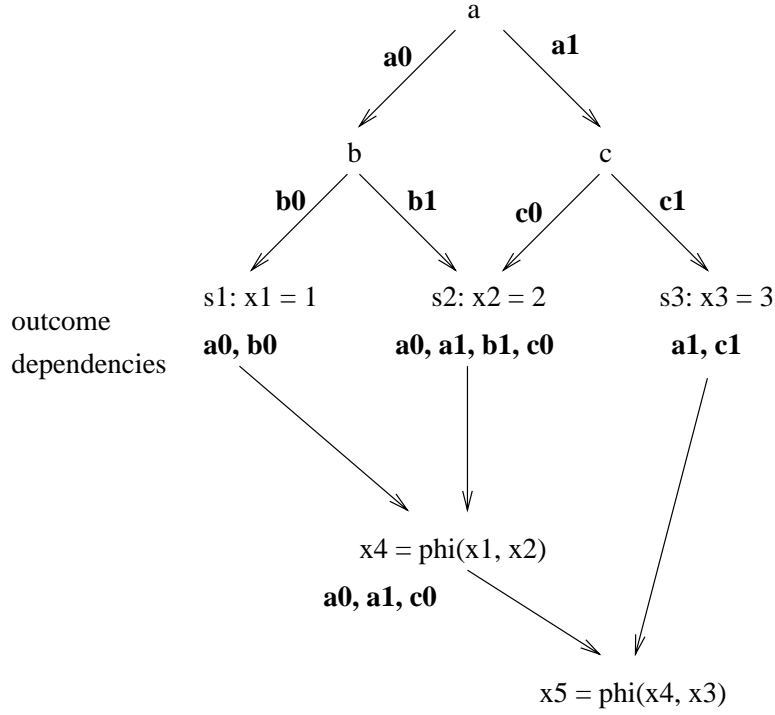 a
a0 a1
b c
b0 b1 c0 c1
s1: x1 = 1 s2: x2 = 2 s3: x3 = 3
outcome
dependencies
a0, b0 a0, a1, b1, c0 a1, c1
x4 = phi(x1, x2)
a0, a1, c0
x5 = phi(x4, x3)